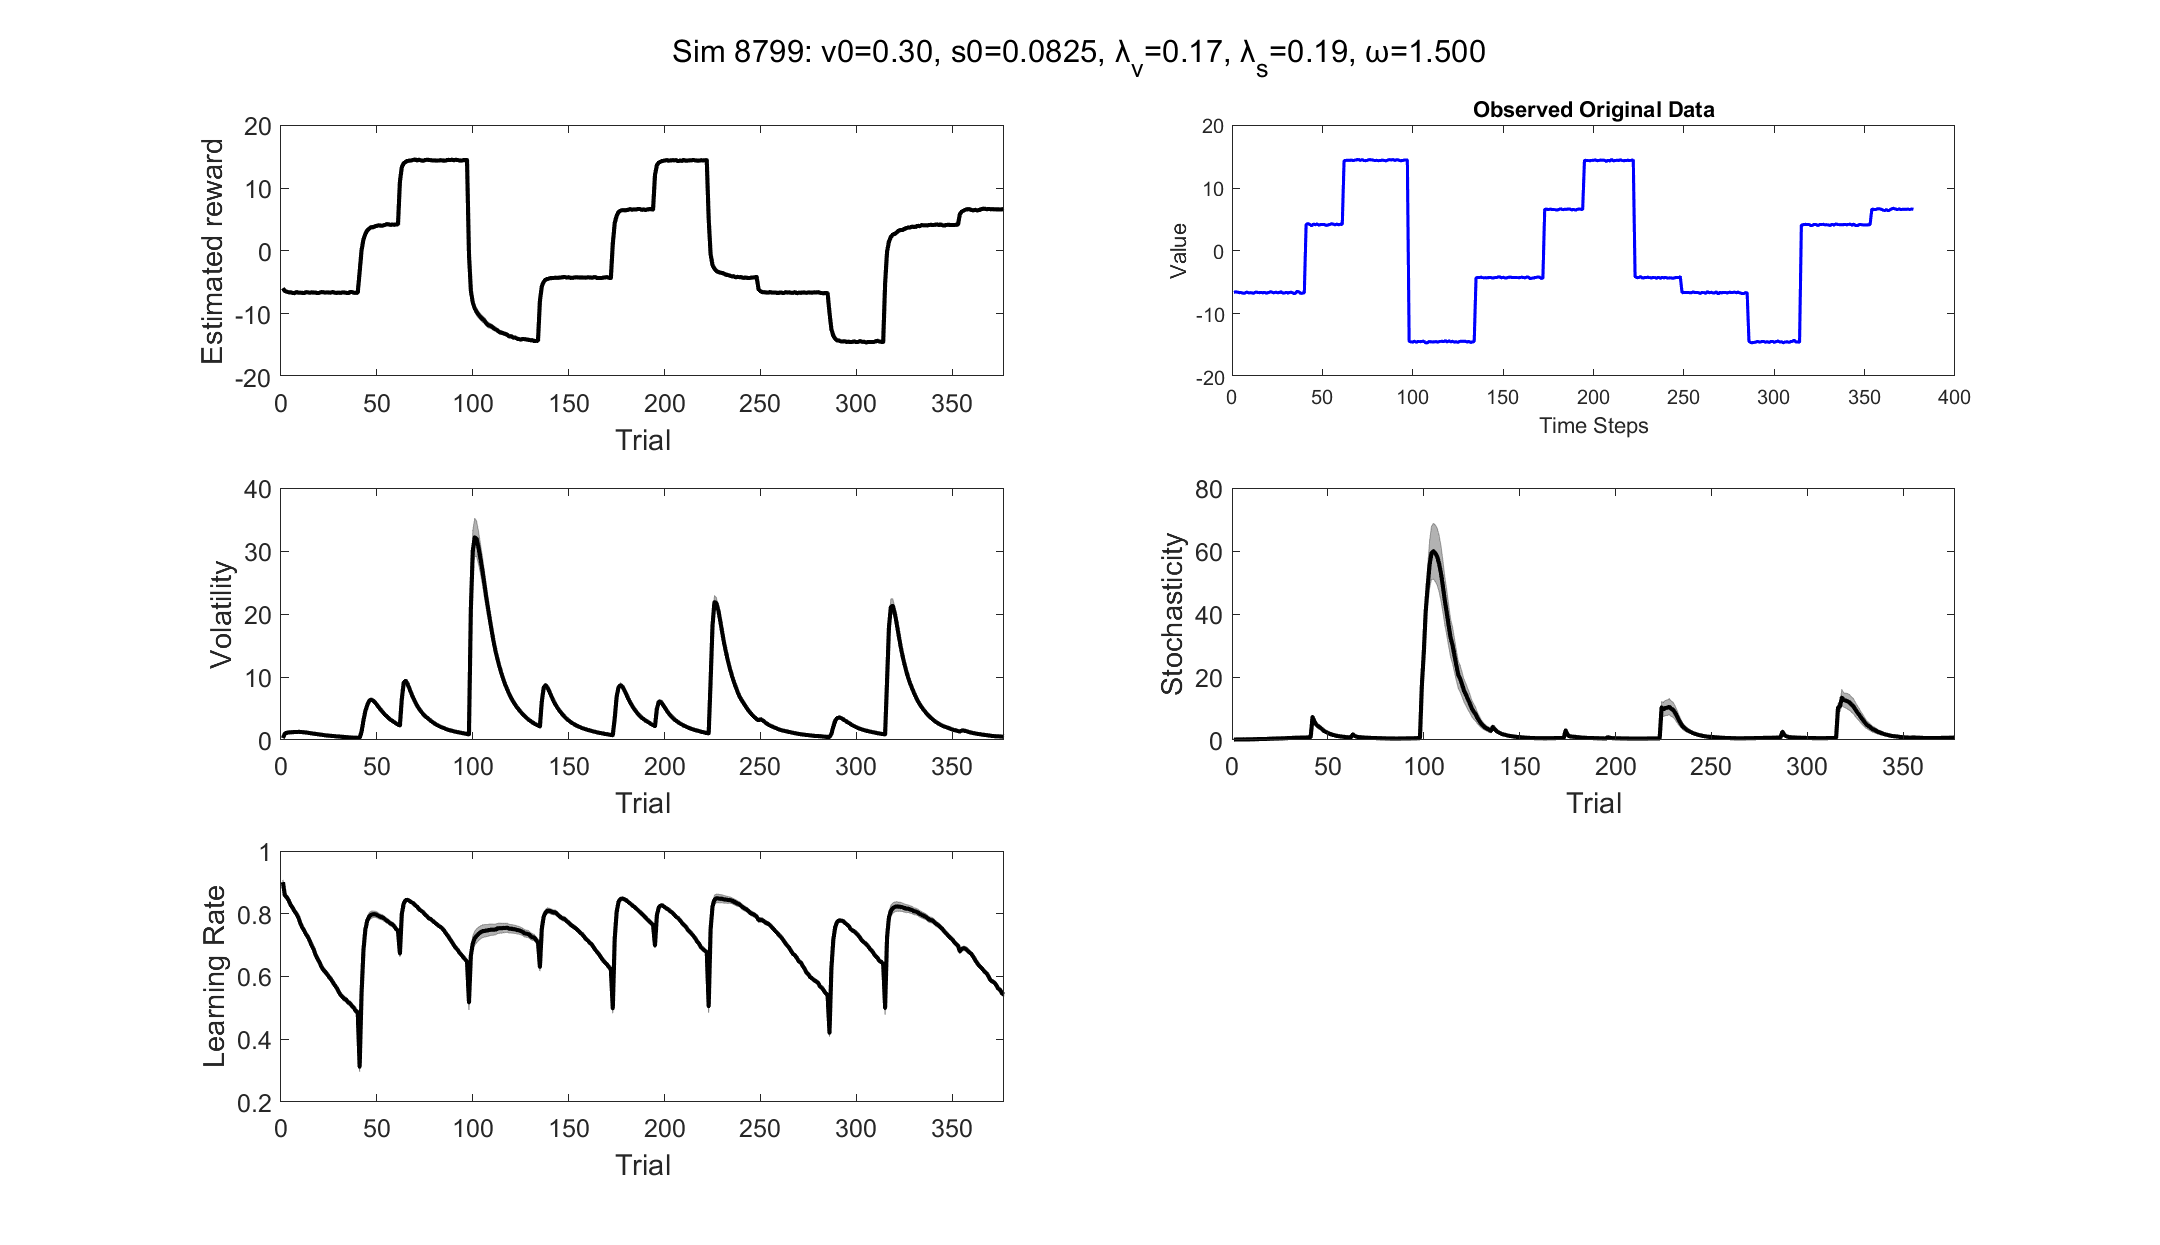 Sim 8799: v0=0.30, s0=0.0825, λv=0.17, λs=0.19, ω=1.500
Estimated reward
20
10
0
-10
-20
0 50 100 150 200 250 300 350
Trial
Observed Original Data
Value
20
10
0
-10
-20
0 50 100 150 200 250 300 350 400
Time Steps
Volatility
40
30
20
10
0
0 50 100 150 200 250 300 350
Trial
Stochasticity
80
60
40
20
0
0 50 100 150 200 250 300 350
Trial
Learning Rate
1
0.8
0.6
0.4
0.2
0 50 100 150 200 250 300 350
Trial